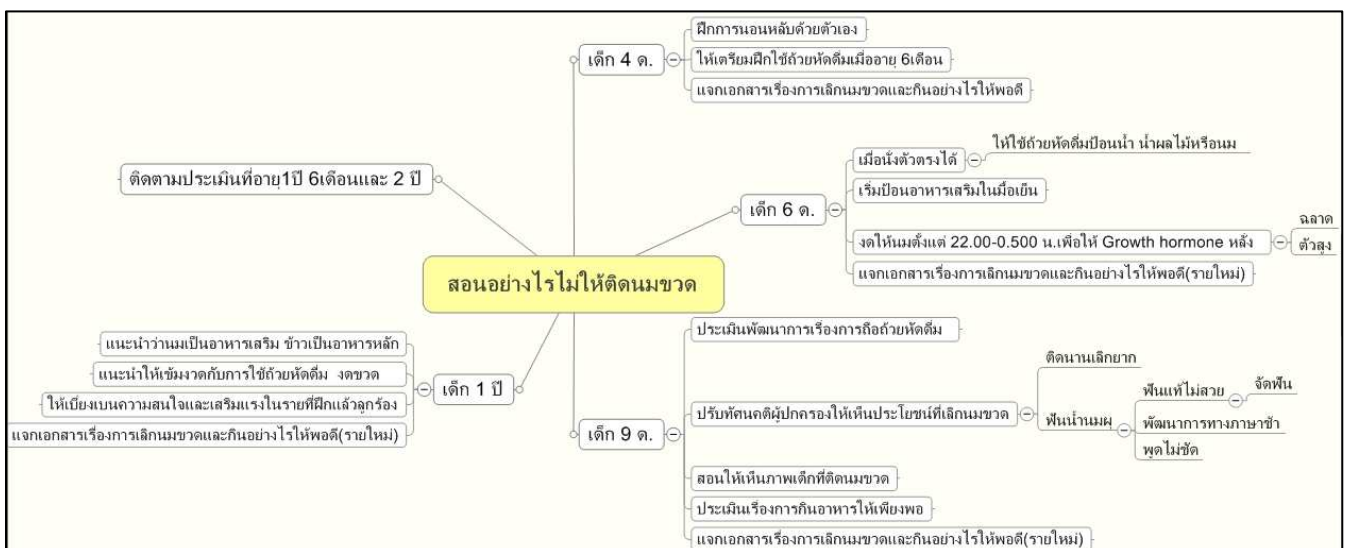 ฝึกการนอนหลับด้วยตัวเอง
เด็ก 4 ด.
ให้เตรียมฝึกใช้ถ้วยหัดดื่มเมื่ออายุ 6เดือน
แจกเอกสารเรื่องการเลิกนมขวดและกินอย่างไรให้พอดี
ติดตามประเมินที่อายุ1ปี 6เดือนและ 2 ปี
เด็ก 6 ด.
เมื่อนั่งตัวตรงได้
ให้ใช้ถ้วยหัดดื่มป้อนน้ำ น้ำผลไม้หรือนม
เริ่มป้อนอาหารเสริมในมื้อเย็น
งดให้นมตั้งแต่ 22.00-0.500 น.เพื่อให้ Growth hormone หลั่ง
ฉลาด
ตัวสูง
แจกเอกสารเรื่องการเลิกนมขวดและกินอย่างไรให้พอดี(รายใหม่)
สอนอย่างไรไม่ให้ติดนมขวด
เด็ก 1 ปี
แนะนำว่านมเป็นอาหารเสริม ข้าวเป็นอาหารหลัก
แนะนำให้เข้มงวดกับการใช้ถ้วยหัดดื่ม งดขวด
ให้เบี่ยงเบนความสนใจและเสริมแรงในรายที่ฝึกแล้วลูกร้อง
แจกเอกสารเรื่องการเลิกนมขวดและกินอย่างไรให้พอดี(รายใหม่)
เด็ก 9 ด.
ประเมินพัฒนาการเรื่องการถือถ้วยหัดดื่ม
ปรับทัศนคติผู้ปกครองให้เห็นประโยชน์ที่เลิกนมขวด
ติดนานเลิกยาก
ฟันน้ำนมผุ
ฟันแท้ไม่สวย
จัดฟัน
พัฒนาการทางภาษาช้า
พูดไม่ชัด
สอนให้เห็นภาพเด็กที่ติดนมขวด
ประเมินเรื่องการกินอาหารให้เพียงพอ
แจกเอกสารเรื่องการเลิกนมขวดและกินอย่างไรให้พอดี(รายใหม่)